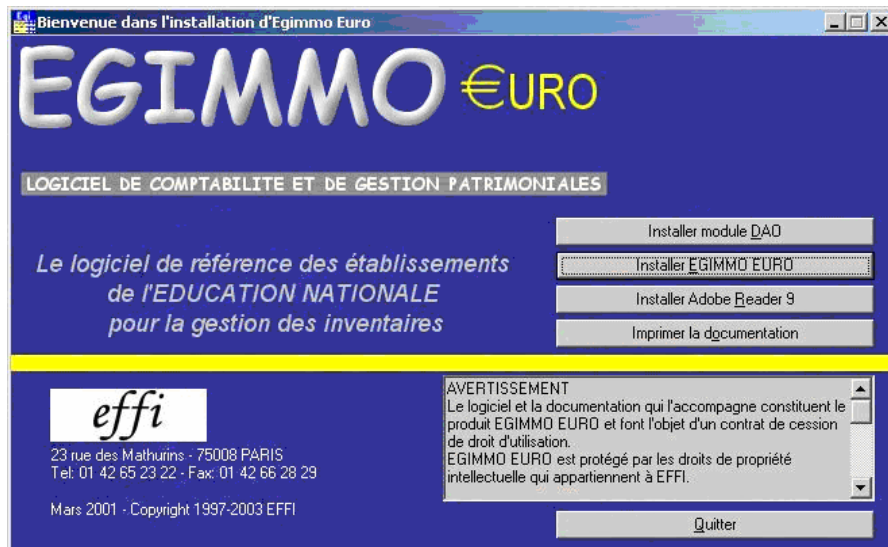 Bienvenue dans l'installation d'Egimmo Euro
EGIMMO €URO
LOGICIEL DE COMPTABILITE ET DE GESTION PATRIMONIALES
Le logiciel de référence des établissements
de l'EDUCATION NATIONALE
pour la gestion des inventaires
Installer module DAO
Installer EGIMMO EURO
Installer Adobe Reader 9
Imprimer la documentation
effi
23 rue des Mathurins - 75008 PARIS
Tel: 01 42 65 23 22 - Fax: 01 42 66 28 29
Mars 2001 - Copyright 1997-2003 EFFI
AVERTISSEMENT
Le logiciel et la documentation qui l'accompagne constituent le
produit EGIMMO EURO et font l'objet d'un contrat de cession
de droit d'utilisation.
EGIMMO EURO est protégé par les droits de propriété
intellectuelle qui appartiennent à EFFI.
Quitter